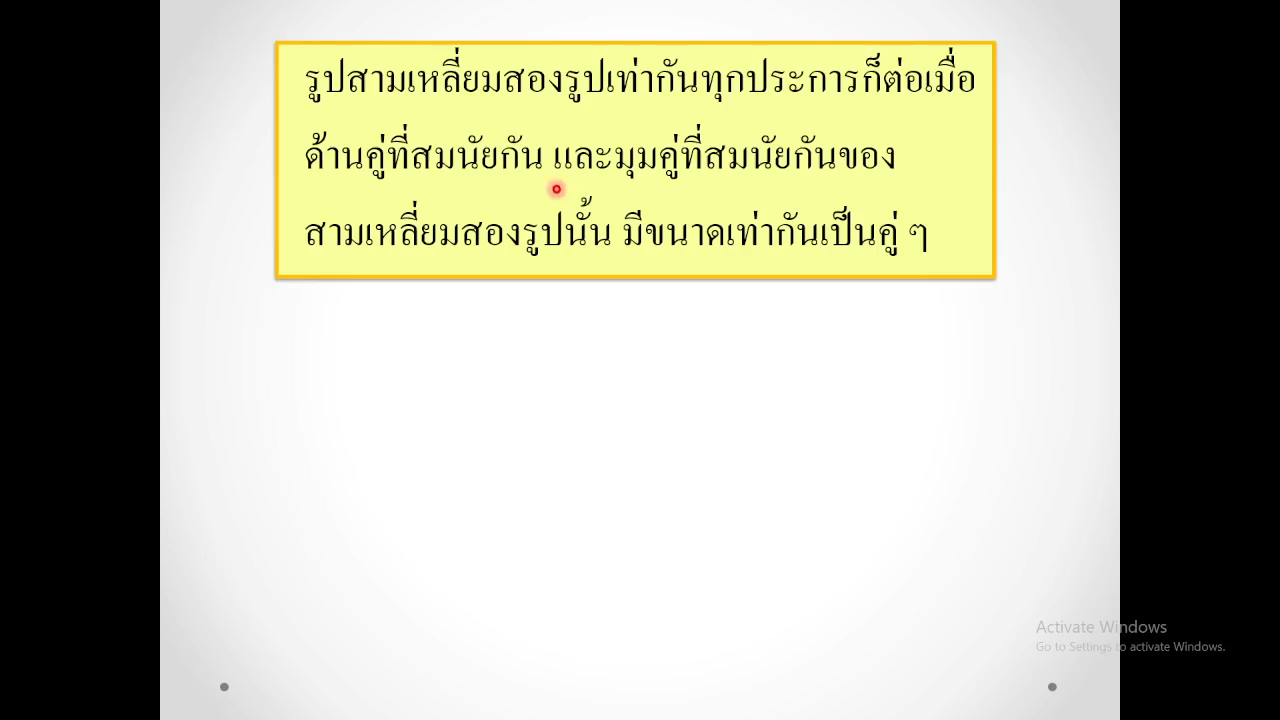 รูปสามเหลี่ยมสองรูปเท่ากันทุกประการก็ต่อเมื่อ
ด้านคู่ที่สมนัยกัน และมุมคู่ที่สมนัยกันของ
สามเหลี่ยมสองรูปนั้น มีขนาดเท่ากันเป็นคู่ ๆ
Activate Windows
Go to Settings to activate Windows.